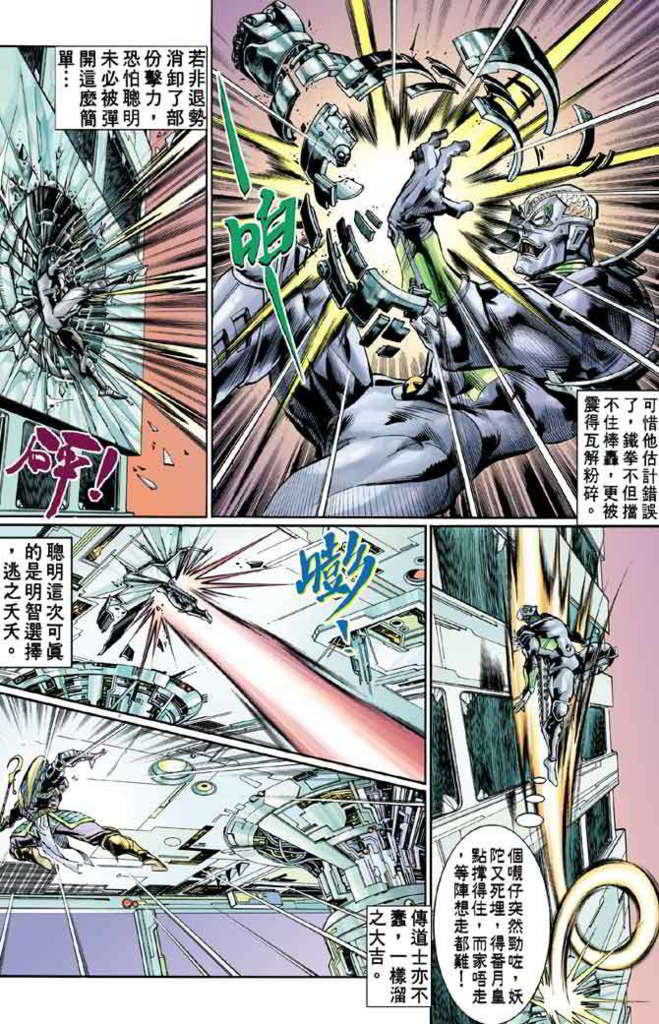 可惜他估計錯誤
了，鐵拳不但擋
不住棒轟，更被
震得瓦解粉碎。
咱
若非退勢
消卸了部
份擊力，
恐怕聰明
未必被彈
開這麼簡
單…
砰！
聰明這次可眞
的是明智選擇
，逃之夭夭。
嘭
個嘅仔突然勁咗，妖
陀又死埋，得番月皇
點撐得住，而家唔走
，等陣想走都難！
傳道士亦不
蠢，一樣溜
之大吉。